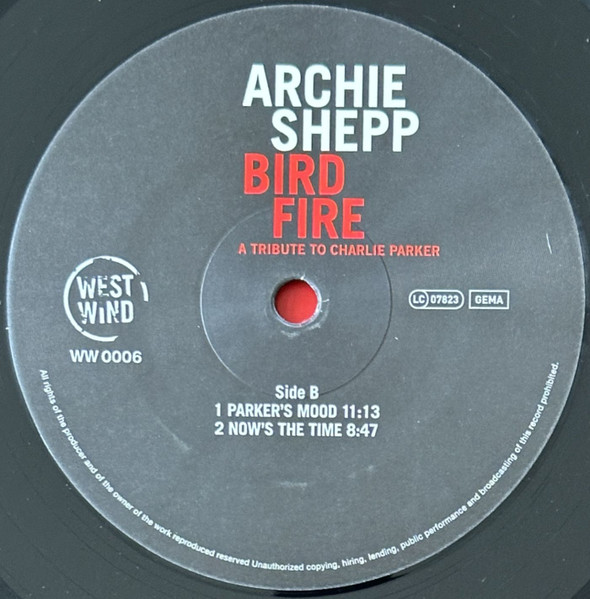 ARCHIE
SHEPP
BIRD
FIRE
A TRIBUTE TO CHARLIE PARKER
WEST
WIND
WW 0006
LC 07623
GEMA
Side B
1 PARKER'S MOOD 11:13
2 NOW'S THE TIME 8:47
All rights of the producer and of the owner of the work reproduced reserved Unauthorized copying, hiring, lending, public performance and broadcasting of this record prohibited.